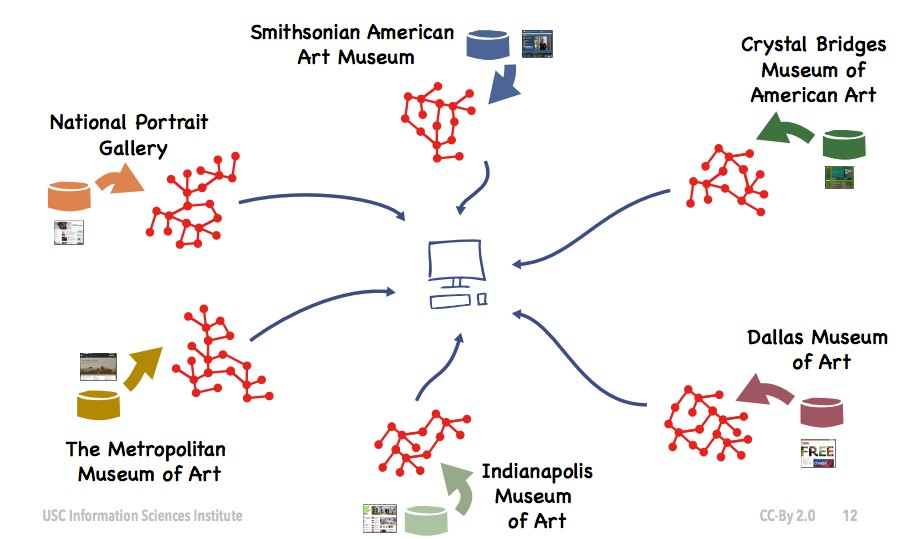 Smithsonian American
Art Museum
Crystal Bridges
Museum of
American Art
National Portrait
Gallery
Dallas Museum
of Art
The Metropolitan
Museum of Art
Indianapolis
Museum
of Art
FREE
USC Information Sciences Institute
CC-By 2.0
12